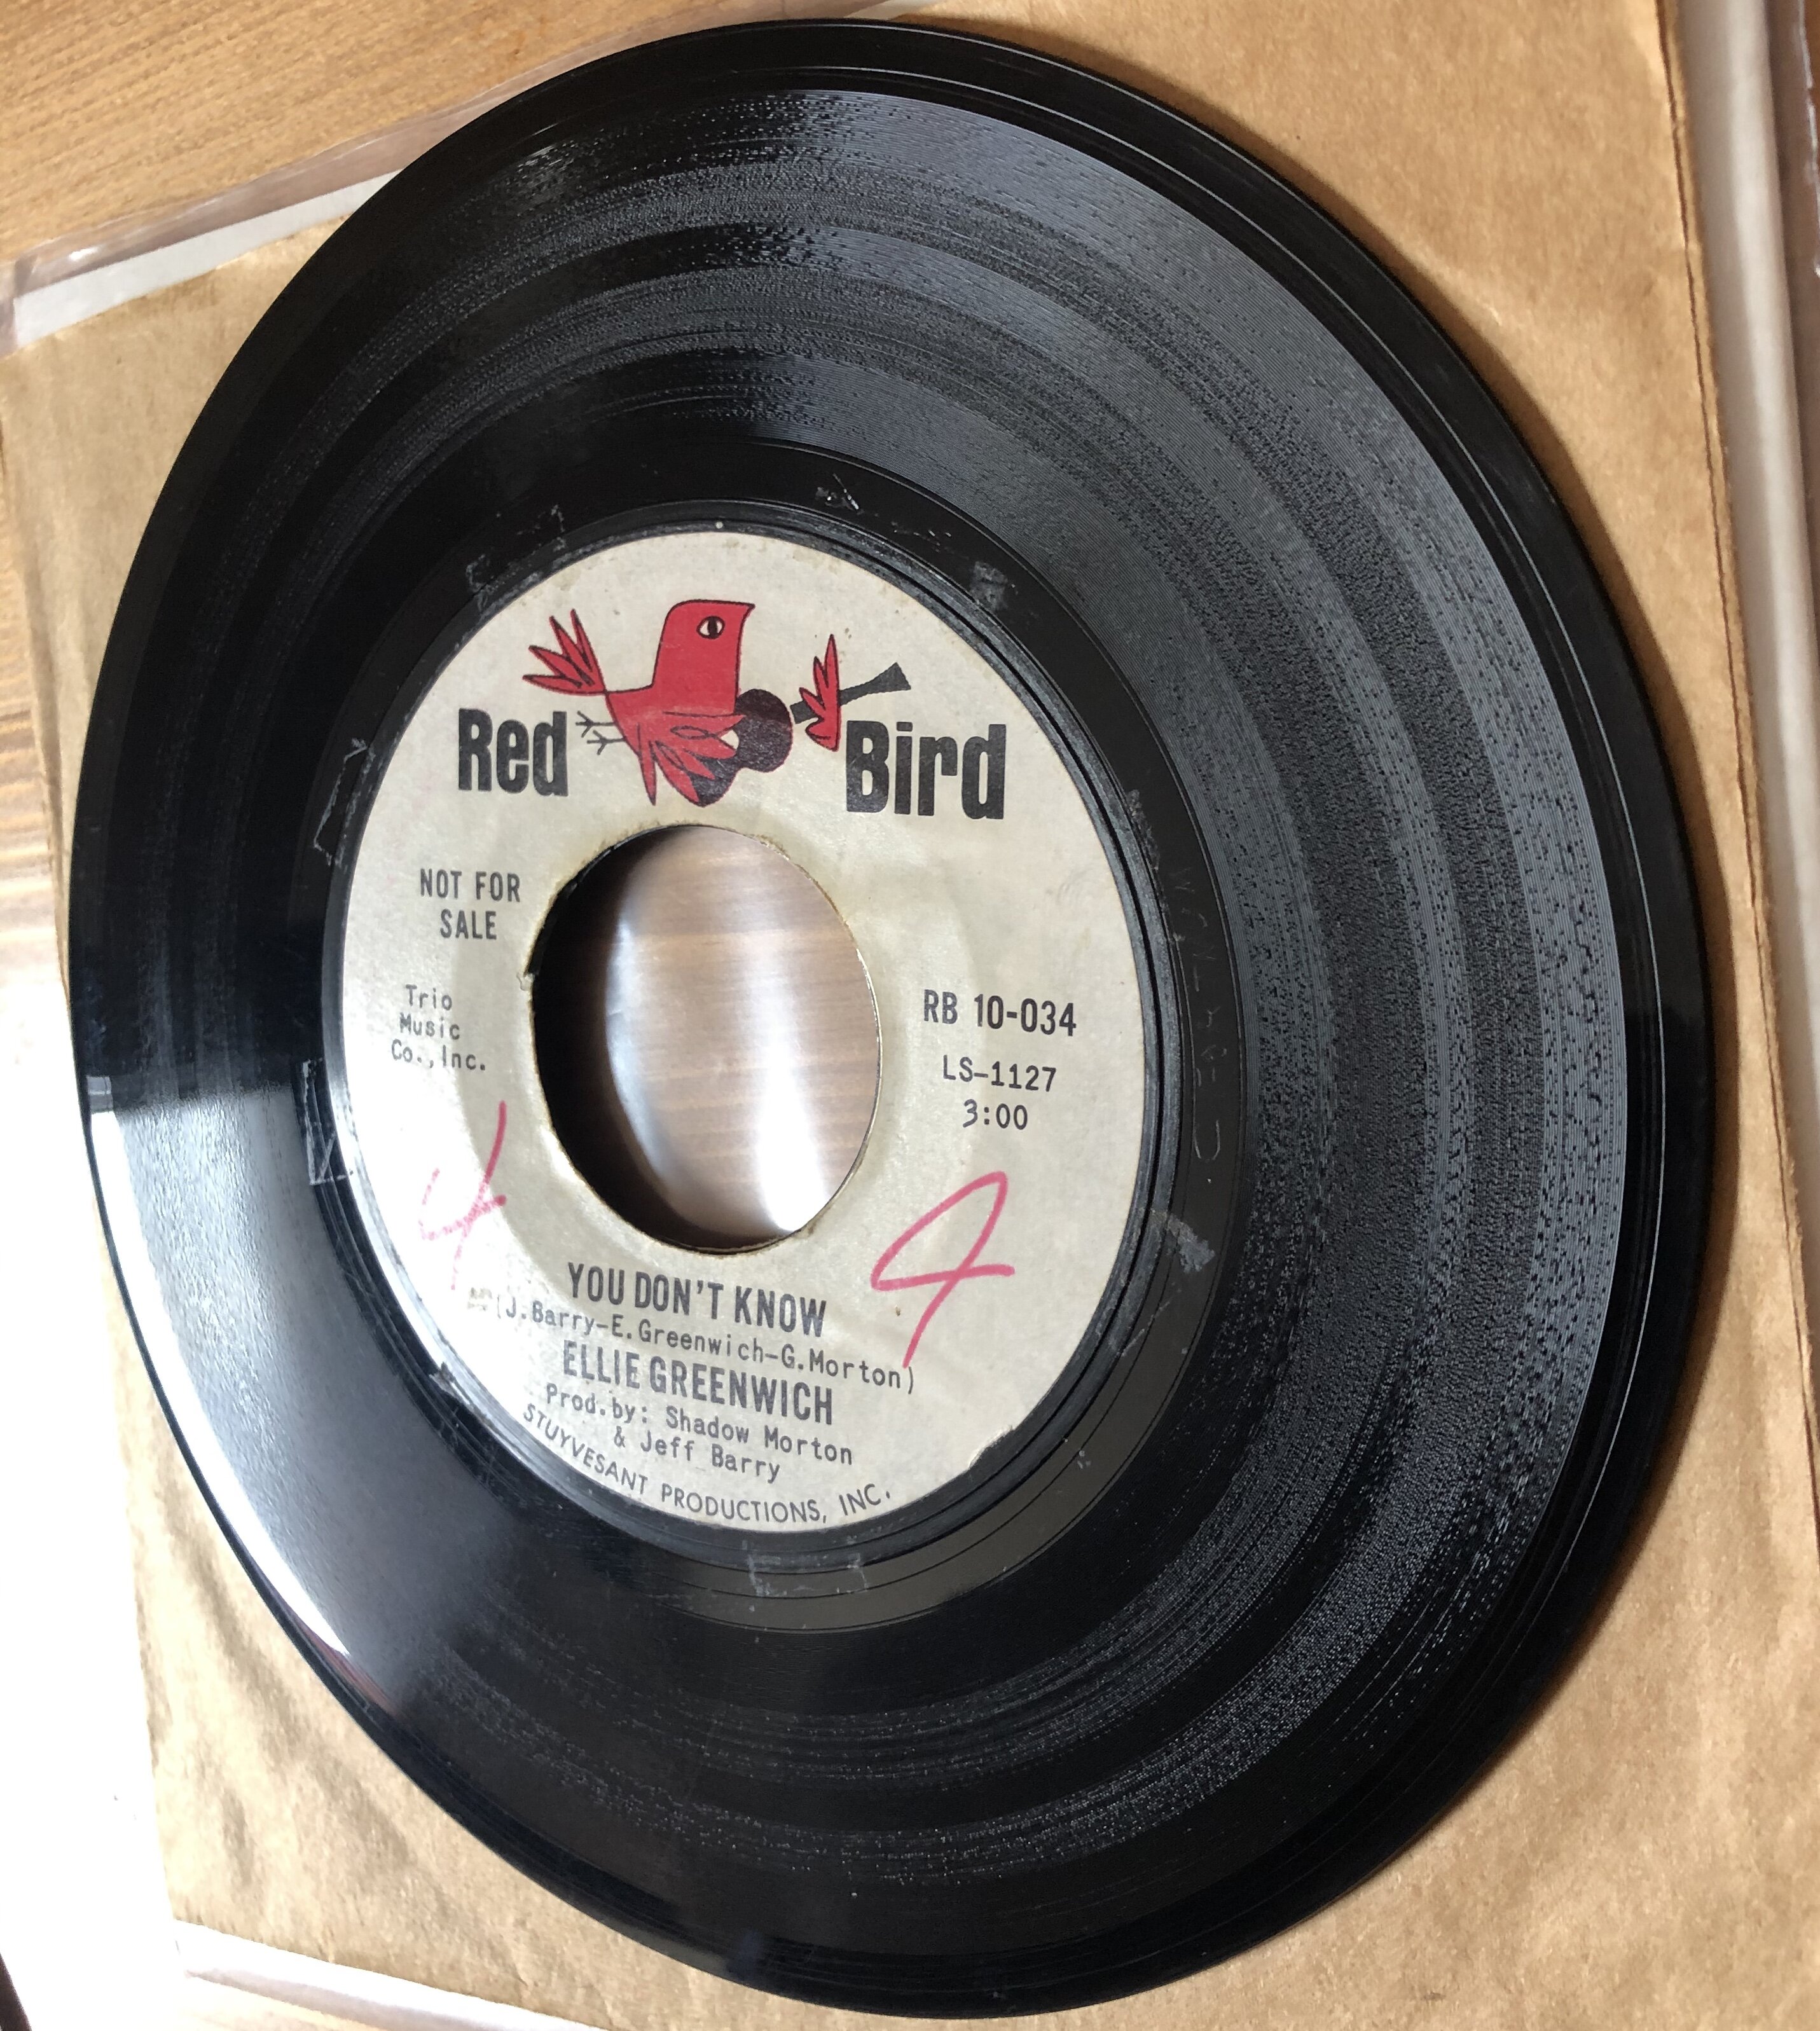 Red Bird
NOT FOR
SALE
Trio
Music
Co., Inc.
RB 10-034
LS-1127
3:00
4
4
YOU DON'T KNOW
(J.Barry-E.Greenwich-G.Morton)
ELLIE GREENWICH
Prod.by: Shadow Morton
& Jeff Barry
STUYVESANT PRODUCTIONS, INC.